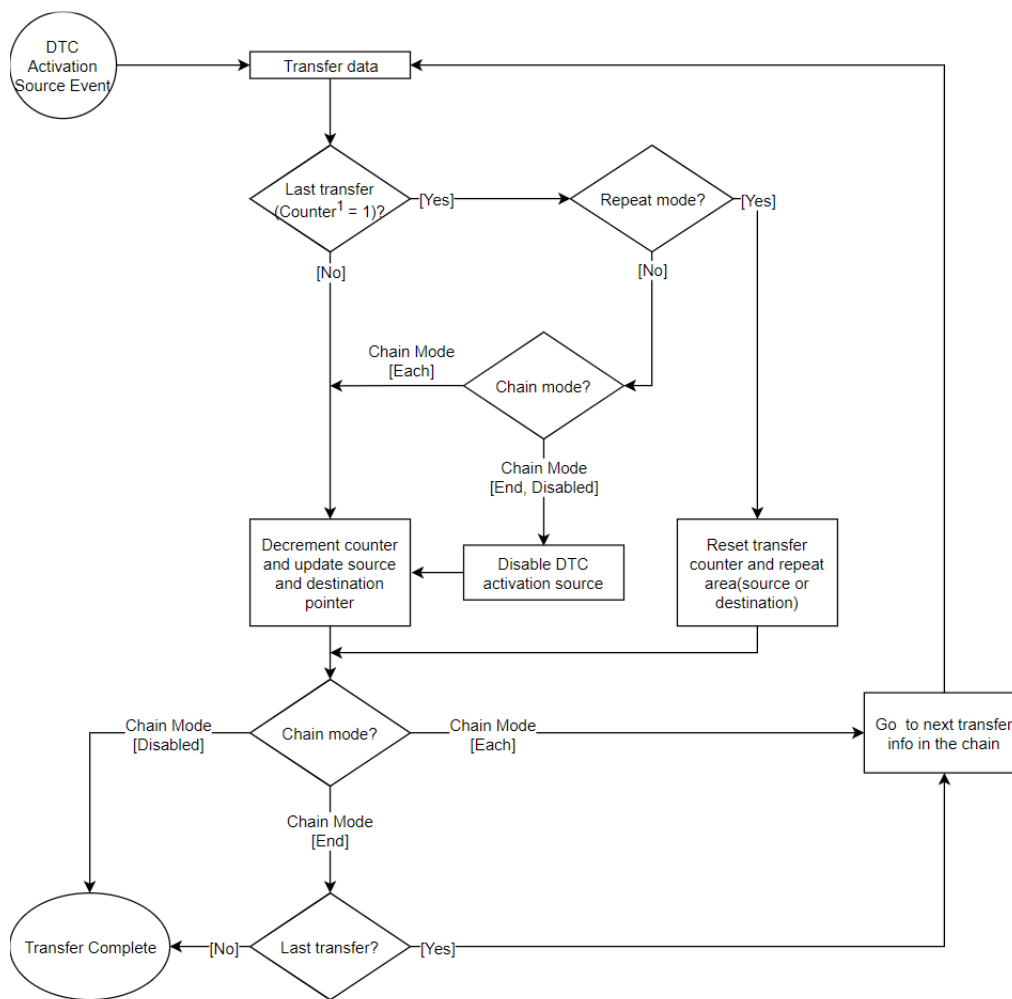 DTC
Activation
Source Event
Transfer data
Last transfer
(Counter¹ = 1)?
[Yes]
Repeat mode?
[Yes]
[No]
[No]
Chain Mode
[Each]
Chain mode?
Chain Mode
[End, Disabled]
Decrement counter
and update source
and destination
pointer
Disable DTC
activation source
Reset transfer
counter and repeat
area(source or
destination)
Chain Mode
[Disabled]
Chain mode?
Chain Mode
[Each]
Go to next transfer
info in the chain
Chain Mode
[End]
Transfer Complete
[No]
Last transfer?
[Yes]